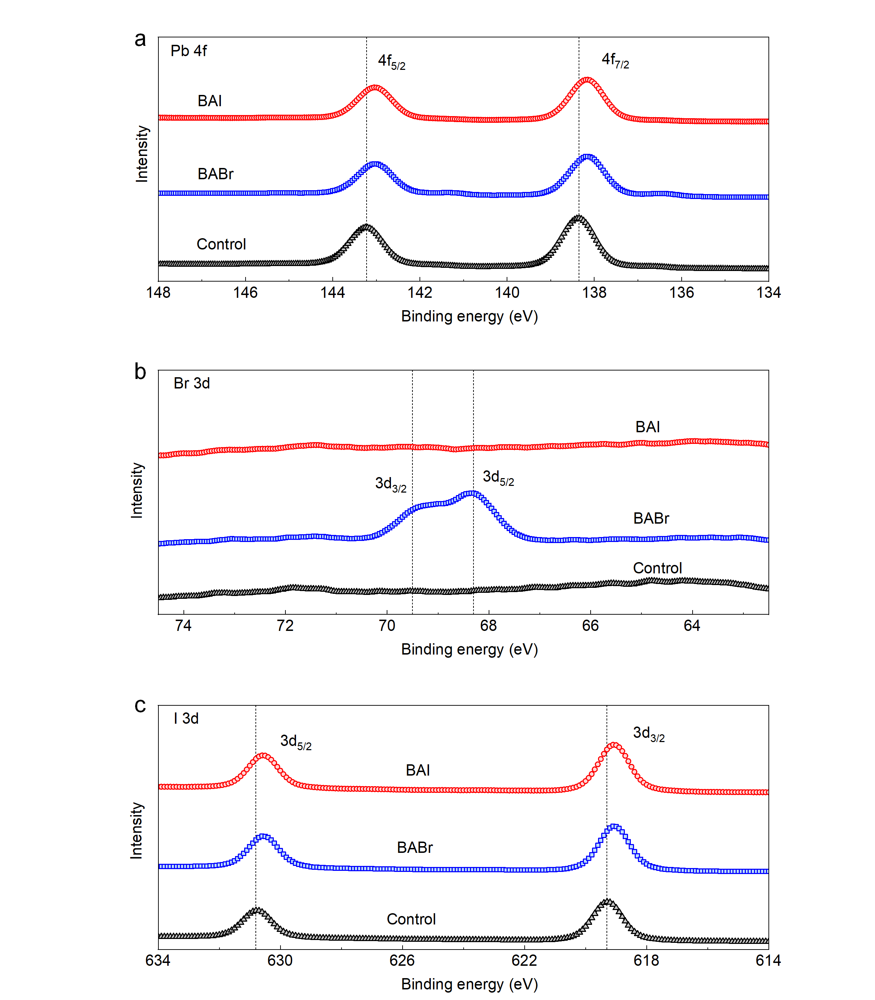 a
Pb 4f
4f5/2
4f7/2
BAI
BABr
Control
Intensity
148 146 144 142 140 138 136 134
Binding energy (eV)
b
Br 3d
BAI
3d3/2
3d5/2
BABr
Control
Intensity
74 72 70 68 66 64
Binding energy (eV)
c
I 3d
3d5/2
3d3/2
BAI
BABr
Control
Intensity
634 630 626 622 618 614
Binding energy (eV)